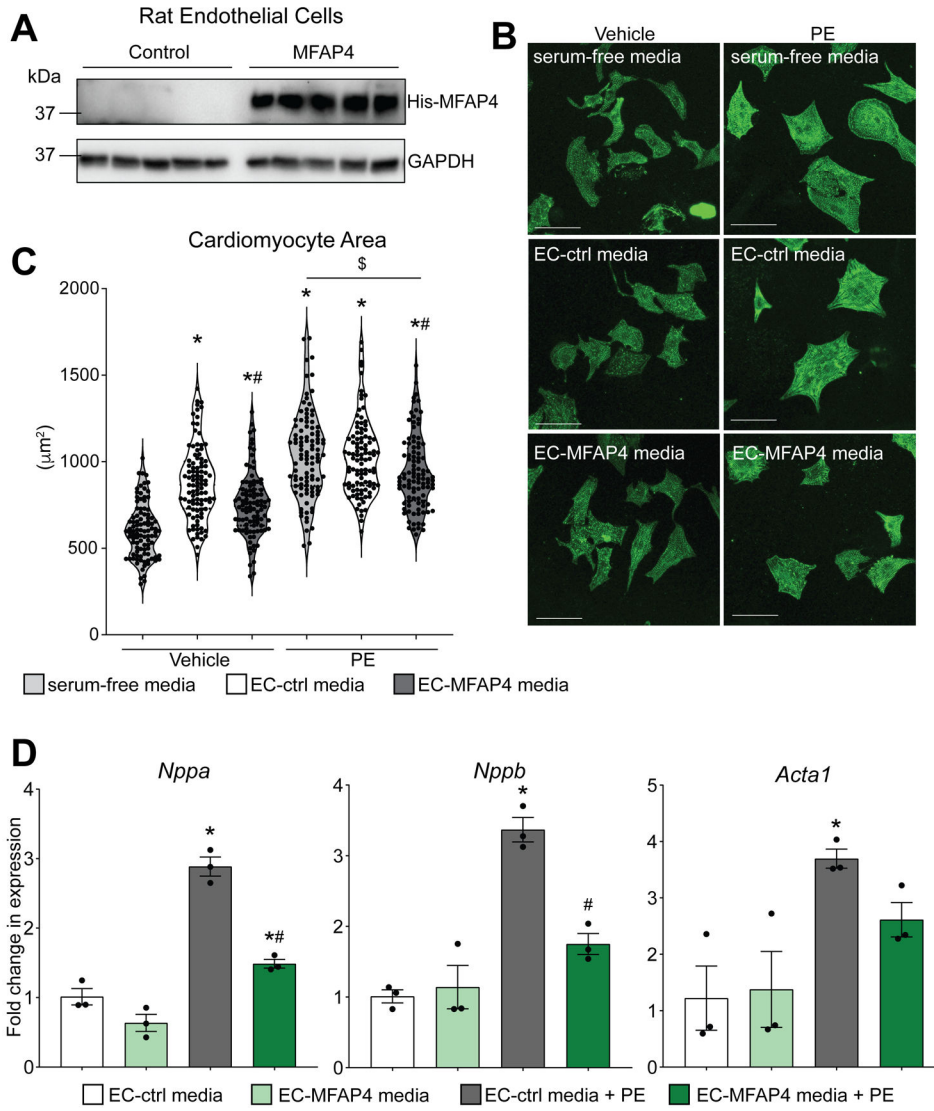 A
Rat Endothelial Cells
Control MFAP4
kDa
37
His-MFAP4
37
GAPDH
B
Vehicle PE
serum-free media serum-free media
EC-ctrl media EC-ctrl media
EC-MFAP4 media EC-MFAP4 media
C
Cardiomyocyte Area
$
* * * *# *#
(µm²)
2000
1500
1000
500
0
Vehicle PE
serum-free media EC-ctrl media EC-MFAP4 media
D
Nppa Nppb Acta1
Fold change in expression
4
3
2
1
0
*
*#
4
2
0
*
#
5
4
3
2
1
0
*
EC-ctrl media EC-MFAP4 media EC-ctrl media + PE EC-MFAP4 media + PE